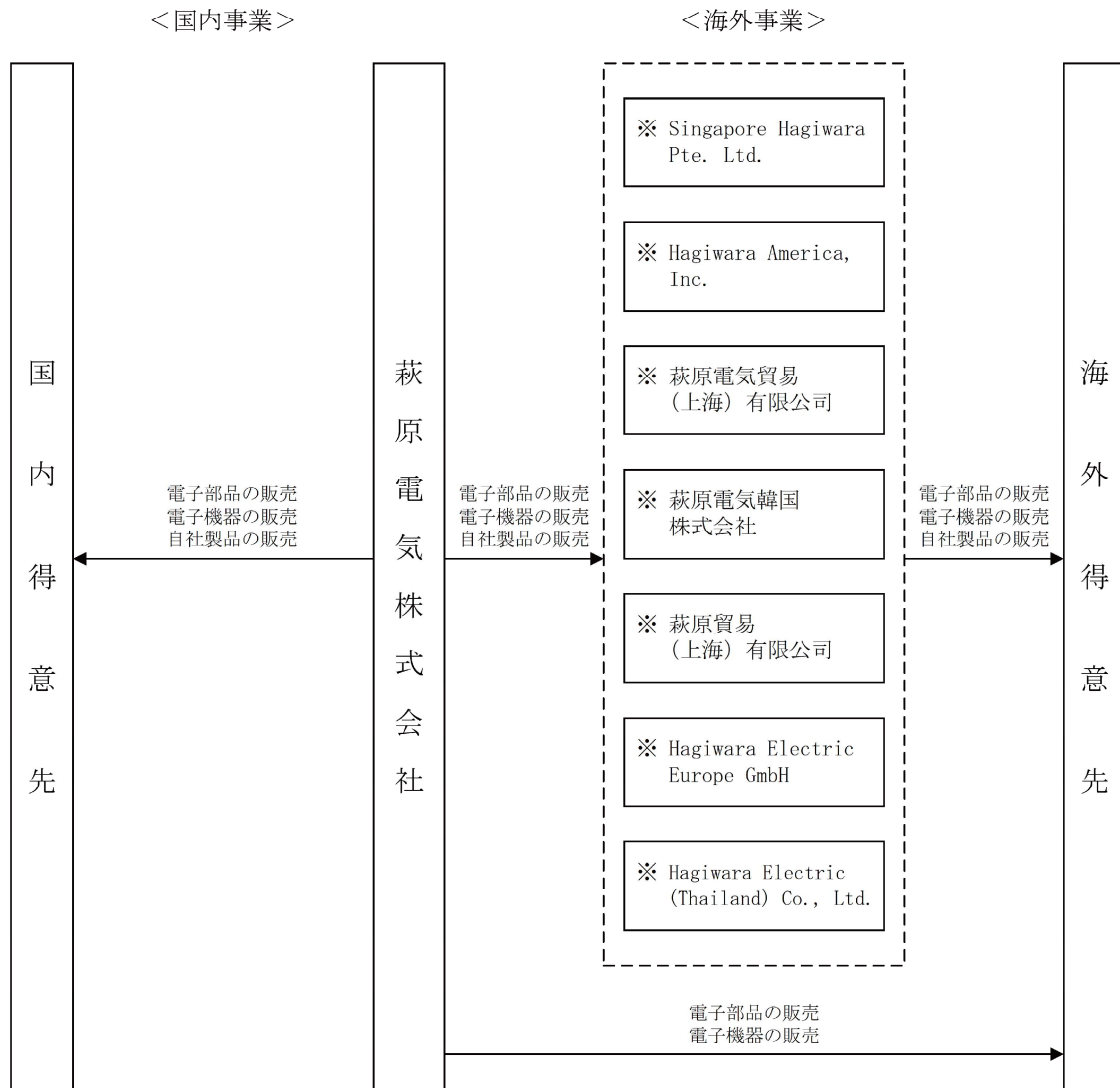 ＜国内事業＞
＜海外事業＞
国内得意先
電子部品の販売
電子機器の販売
自社製品の販売
萩原電気株式会社
電子部品の販売
電子機器の販売
自社製品の販売
※ Singapore Hagiwara
Pte. Ltd.
※ Hagiwara America,
Inc.
※ 萩原電気貿易
（上海）有限公司
※ 萩原電気韓国
株式会社
※ 萩原貿易
（上海）有限公司
※ Hagiwara Electric
Europe GmbH
※ Hagiwara Electric
(Thailand) Co., Ltd.
電子部品の販売
電子機器の販売
自社製品の販売
海外得意先
電子部品の販売
電子機器の販売